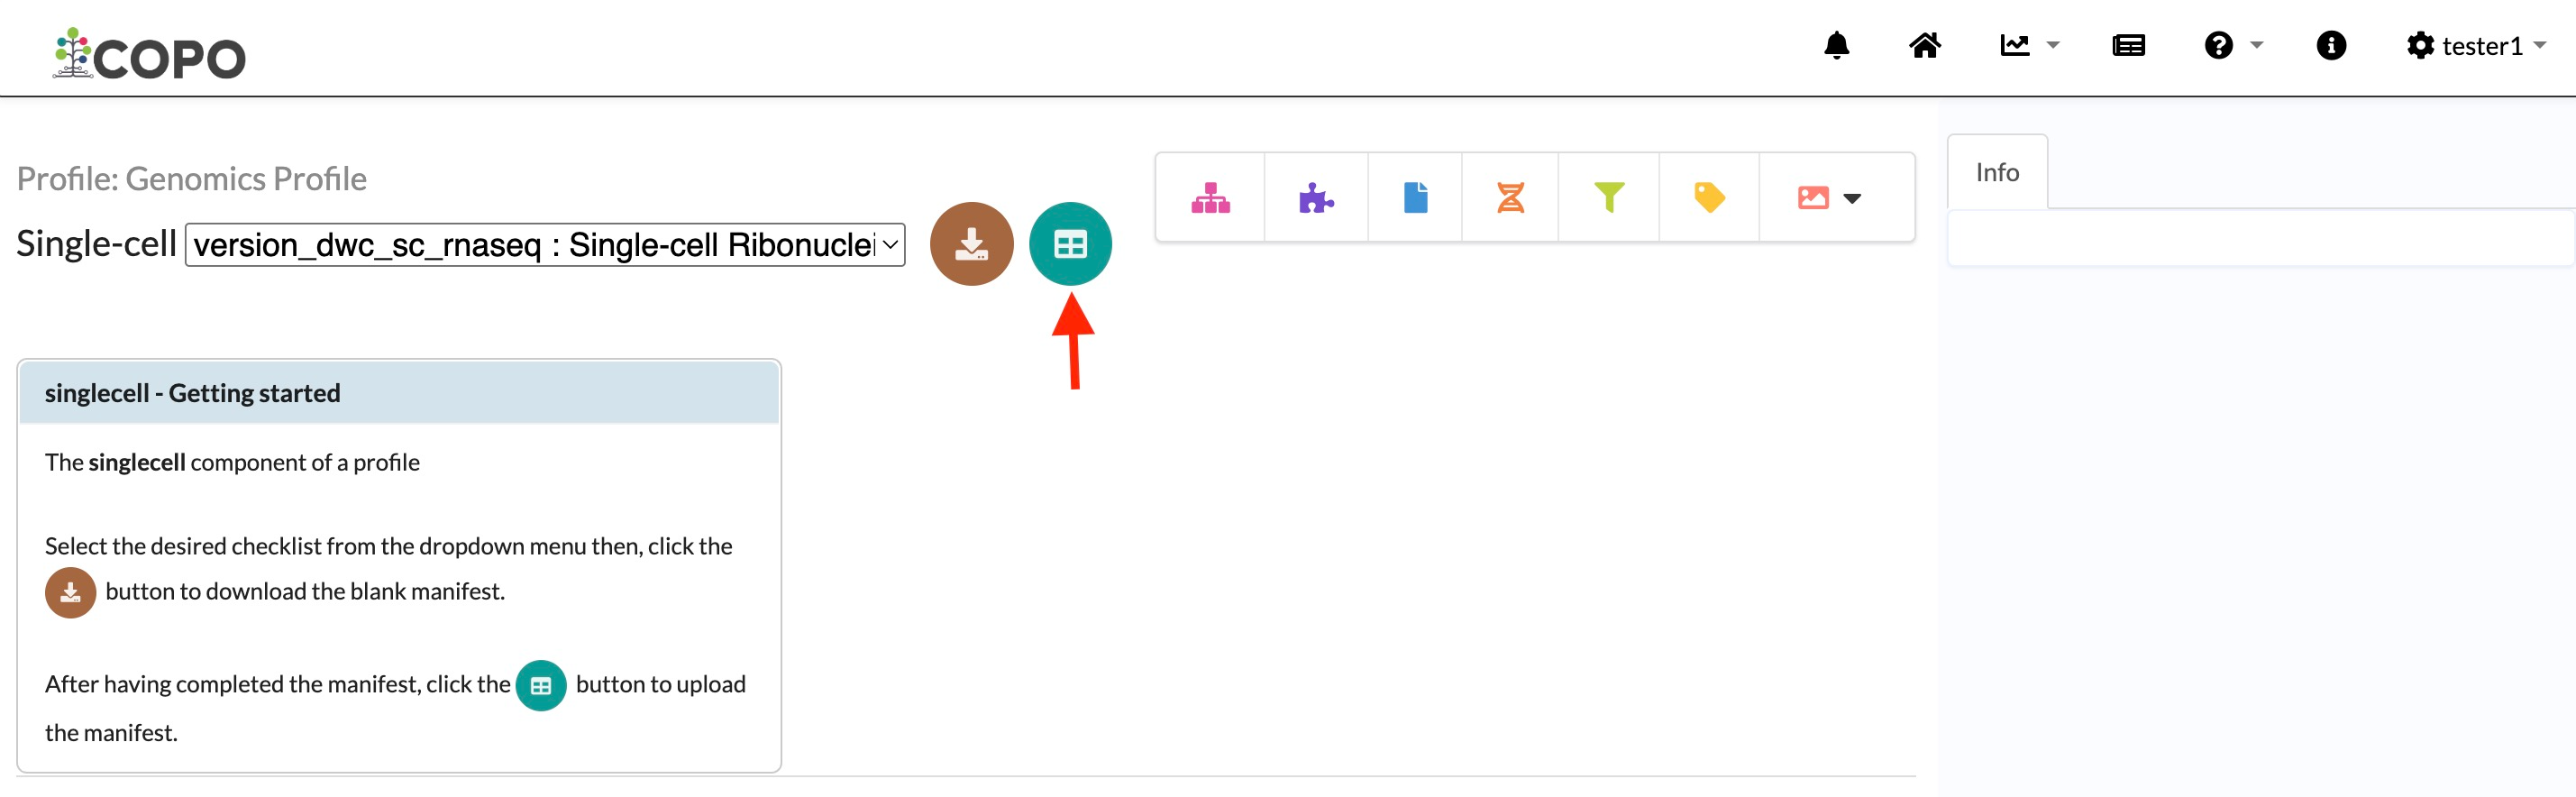 COPO
tester1
Profile: Genomics Profile
Single-cell version_dwc_sc_rnaseq : Single-cell Ribonuclei
Info
singlecell - Getting started
The singlecell component of a profile
Select the desired checklist from the dropdown menu then, click the
button to download the blank manifest.
After having completed the manifest, click the button to upload
the manifest.